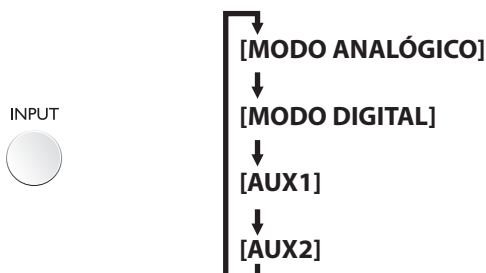 [MODO ANALÓGICO]
INPUT
[MODO DIGITAL]
[AUX1]
[AUX2]